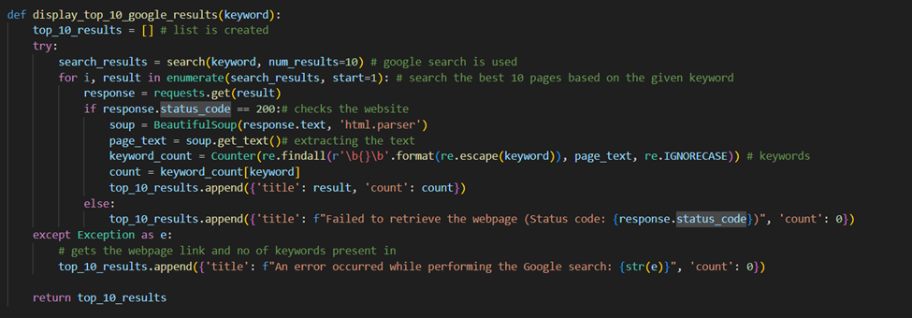 def display_top_10_google_results(keyword):
    top_10_results = [] # list is created
    try:
        search_results = search(keyword, num_results=10) # google search is used
        for i, result in enumerate(search_results, start=1): # search the best 10 pages based on the given keyword
            response = requests.get(result)
            if response.status_code == 200:# checks the website
                soup = BeautifulSoup(response.text, 'html.parser')
                page_text = soup.get_text()# extracting the text
                keyword_count = Counter(re.findall(r'\b{}\b'.format(re.escape(keyword)), page_text, re.IGNORECASE)) # keywords
                count = keyword_count[keyword]
                top_10_results.append({'title': result, 'count': count})
            else:
                top_10_results.append({'title': f"Failed to retrieve the webpage (Status code: {response.status_code})", 'count': 0})
    except Exception as e:
        # gets the webpage link and no of keywords present in
        top_10_results.append({'title': f"An error occurred while performing the Google search: {str(e)}", 'count': 0})

    return top_10_results